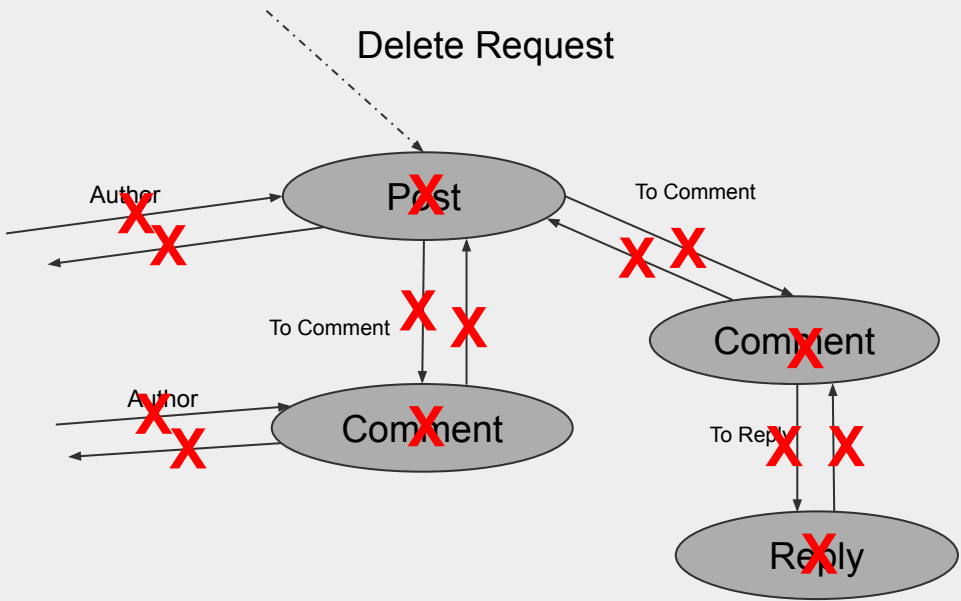 Delete Request
Author
Post
To Comment
To Comment
Comment
Author
Comment
To Reply
Reply